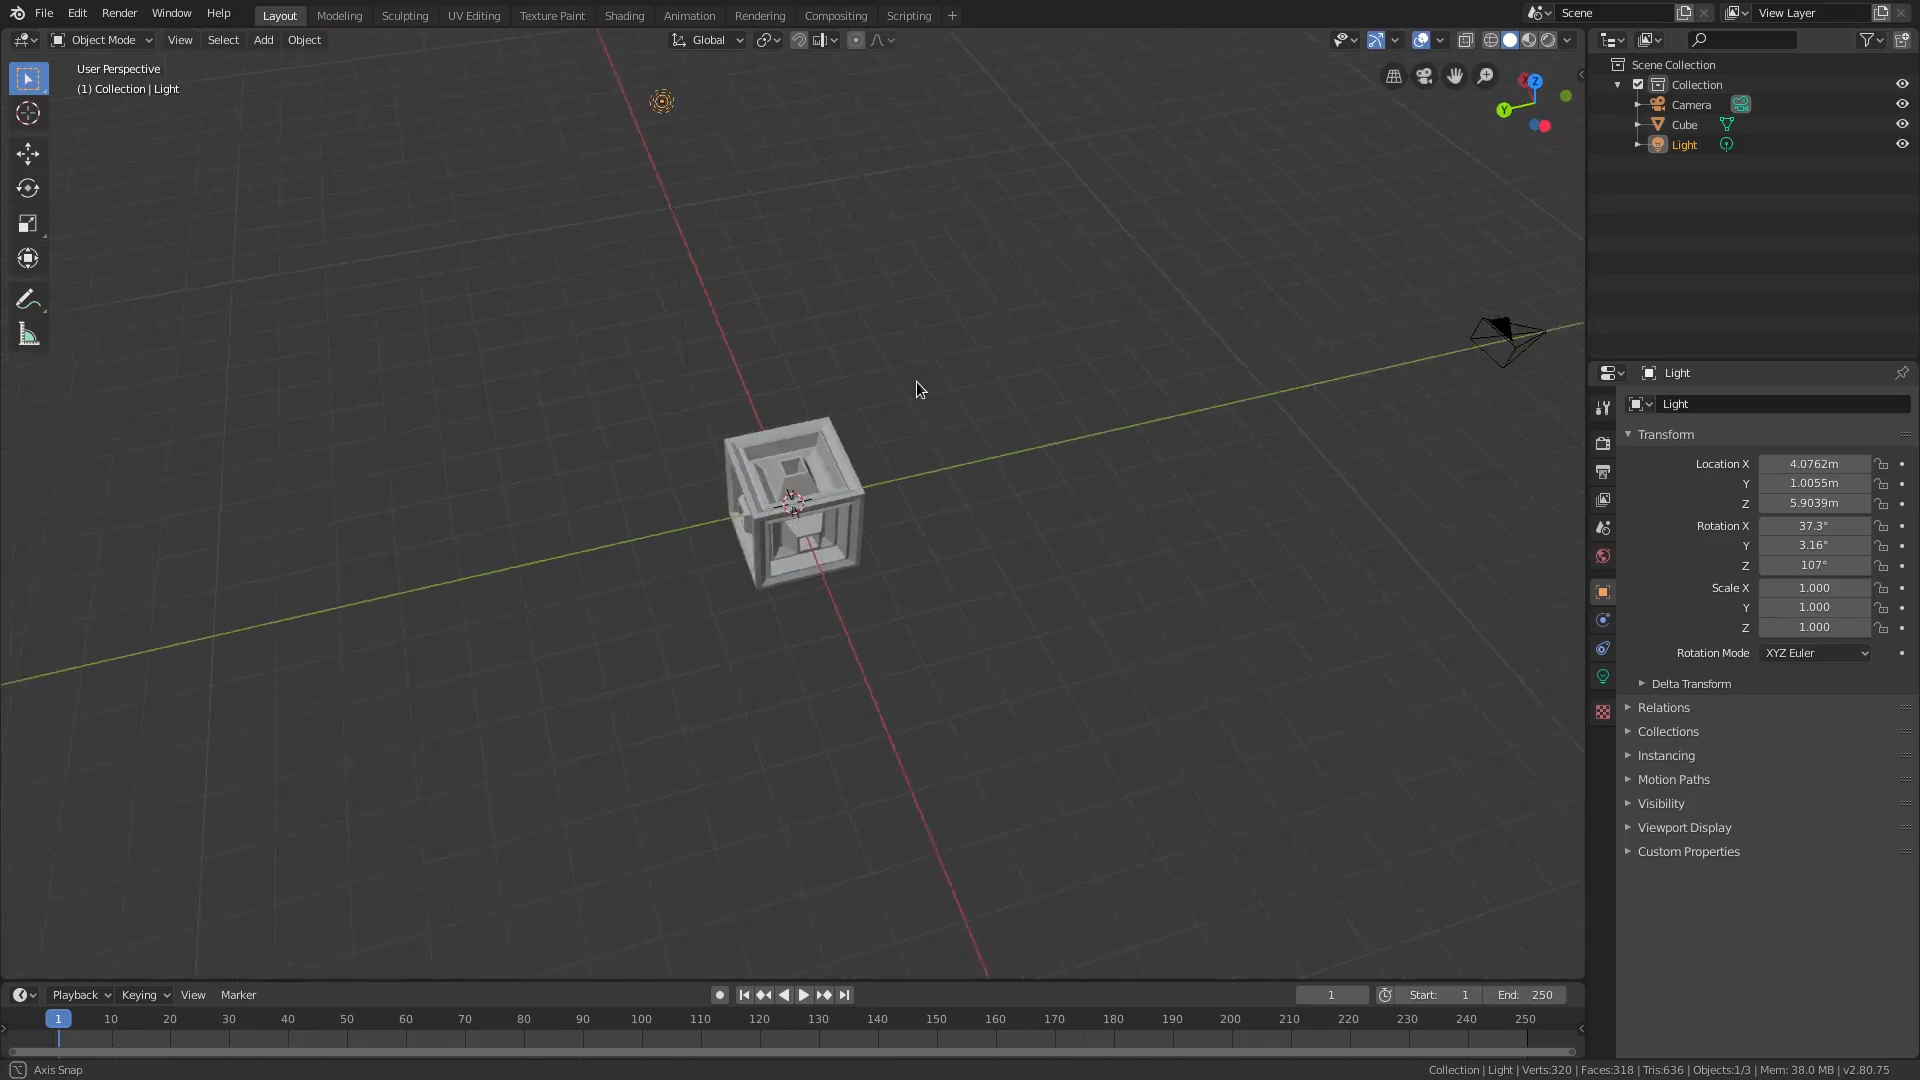 File Edit Render Window Help Layout Modeling Sculpting UV Editing Texture Paint Shading Animation Rendering Compositing Scripting + Scene View Layer
Object Mode View Select Add Object Global
User Perspective
(1) Collection | Light
X
Z
Y
Scene Collection
Collection
Camera
Cube
Light
Light
Light
Transform
Location X 4.0762m
Y 1.0055m
Z 5.9039m
Rotation X 37.3°
Y 3.16°
Z 107°
Scale X 1.000
Y 1.000
Z 1.000
Rotation Mode XYZ Euler
Delta Transform
Relations
Collections
Instancing
Motion Paths
Visibility
Viewport Display
Custom Properties
Playback Keying View Marker 1 Start: 1 End: 250
1 10 20 30 40 50 60 70 80 90 100 110 120 130 140 150 160 170 180 190 200 210 220 230 240 250
Axis Snap Collection | Light | Verts:320 | Faces:318 | Tris:636 | Objects:1/3 | Mem: 38.0 MB | v2.80.75